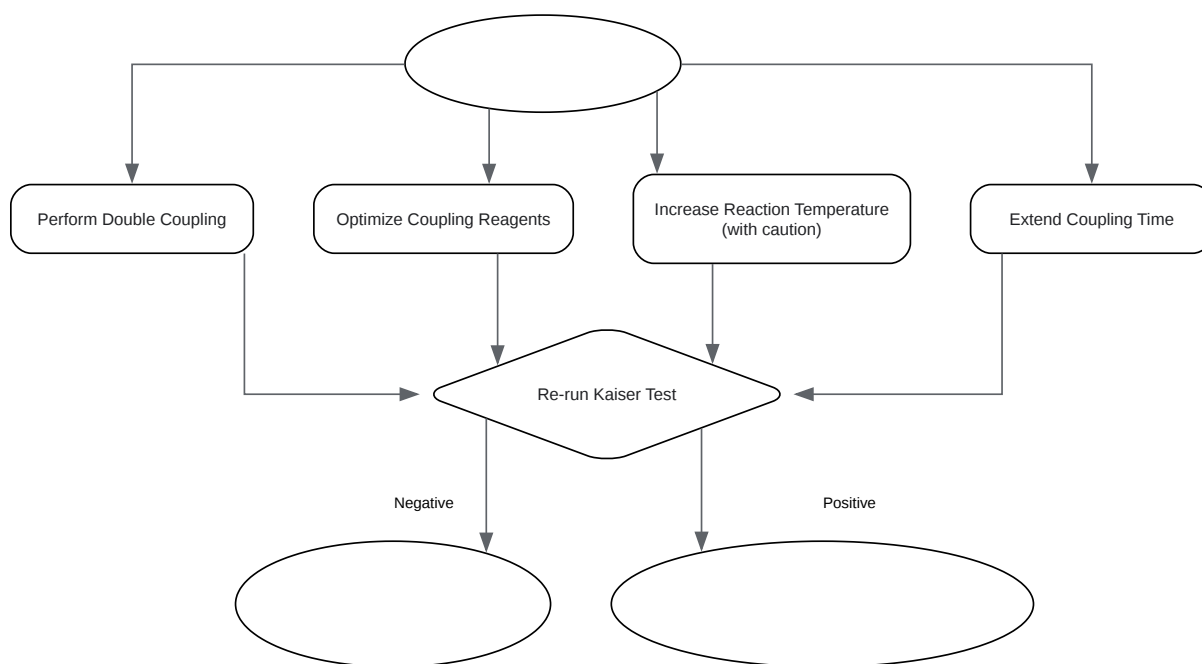 Perform Double Coupling
Optimize Coupling Reagents
Increase Reaction Temperature
(with caution)
Extend Coupling Time
Re-run Kaiser Test
Negative
Positive